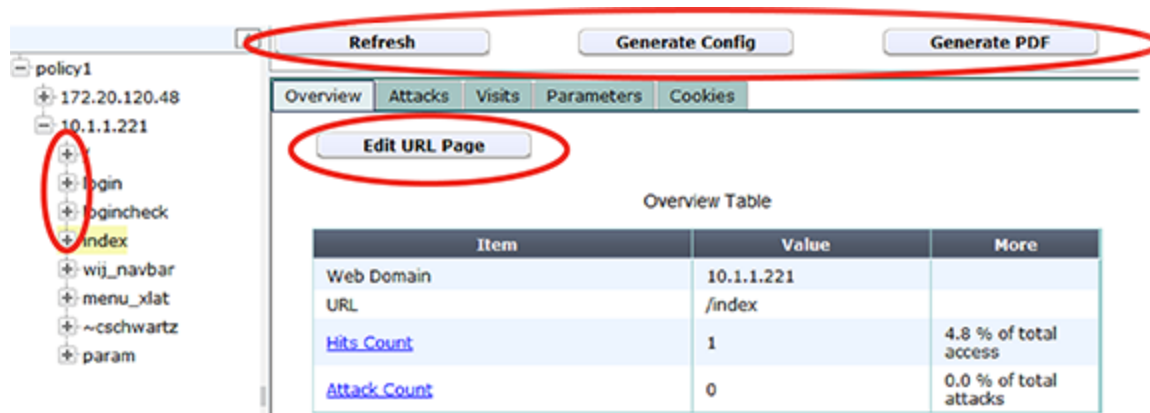 Refresh Generate Config Generate PDF
policy1
172.20.120.48
10.1.1.221
/
login
logincheck
index
wij_navbar
menu_xlat
~cschwartz
param
Overview Attacks Visits Parameters Cookies
Edit URL Page
Overview Table
Item Value More
Web Domain 10.1.1.221
URL /index
Hits Count 1 4.8 % of total access
Attack Count 0 0.0 % of total attacks